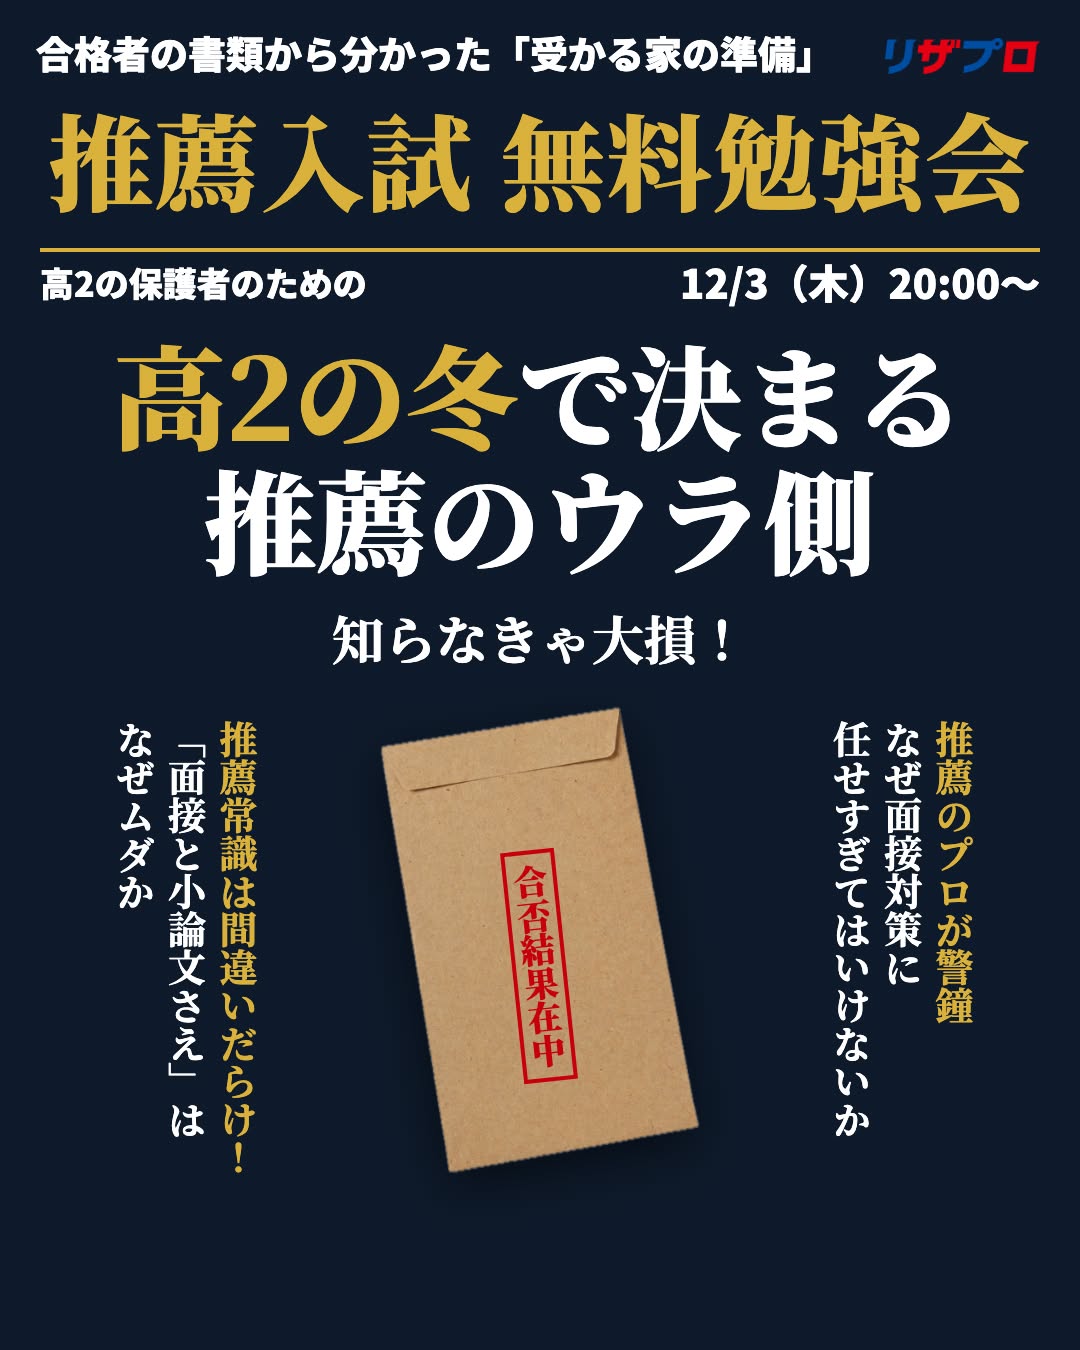 合格者の書類から分かった「受かる家の準備」
リザプロ
推薦入試 無料勉強会
高2の保護者のための
12/3（木）20:00〜
高2の冬で決まる
推薦のウラ側
知らなきゃ大損！
推薦のプロが警鐘
なぜ面接対策に
任せすぎてはいけないか
合否結果在中
推薦常識は間違いだらけ！
「面接と小論文さえ」は
なぜムダか